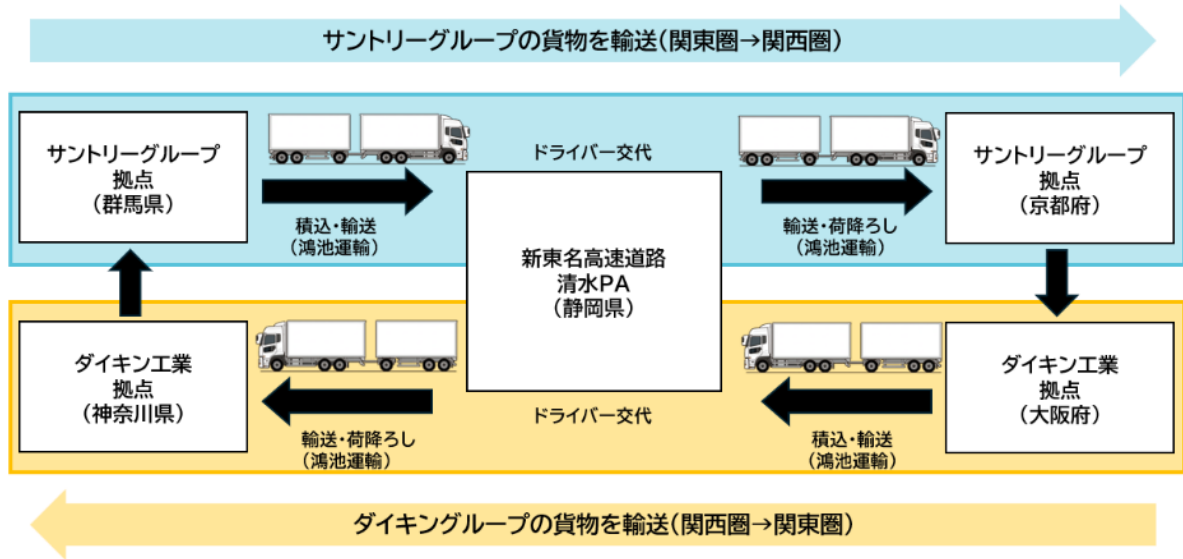 サントリーグループの貨物を輸送(関東圏→関西圏)
サントリーグループ
拠点
(群馬県)
積込・輸送
(鴻池運輸)
ドライバー交代
輸送・荷降ろし
(鴻池運輸)
サントリーグループ
拠点
(京都府)
新東名高速道路
清水PA
(静岡県)
ダイキン工業
拠点
(神奈川県)
輸送・荷降ろし
(鴻池運輸)
ドライバー交代
積込・輸送
(鴻池運輸)
ダイキン工業
拠点
(大阪府)
ダイキングループの貨物を輸送(関西圏→関東圏)